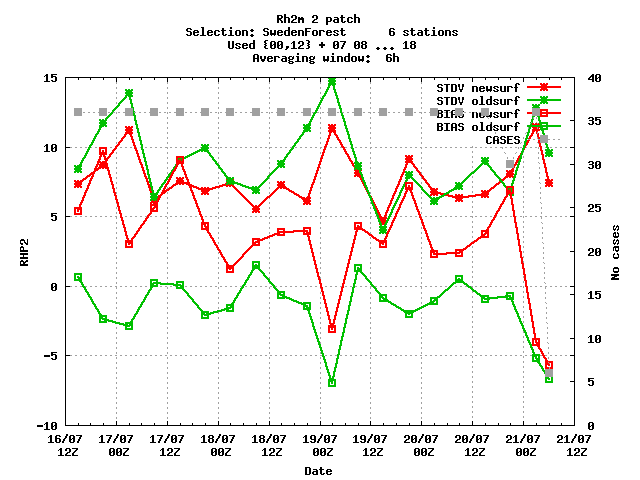 Rh2m 2 patch
Selection: SwedenForest 6 stations
Used {00,12} + 07 08 ... 18
Averaging window: 6h
STDV newsurf
STDV oldsurf
BIAS newsurf
BIAS oldsurf
CASES
15
10
5
0
-5
-10
RHP2
40
35
30
25
20
15
10
5
0
No cases
16/07 17/07 17/07 18/07 18/07 19/07 19/07 20/07 20/07 21/07 21/07
12Z 00Z 12Z 00Z 12Z 00Z 12Z 00Z 12Z 00Z 12Z
Date